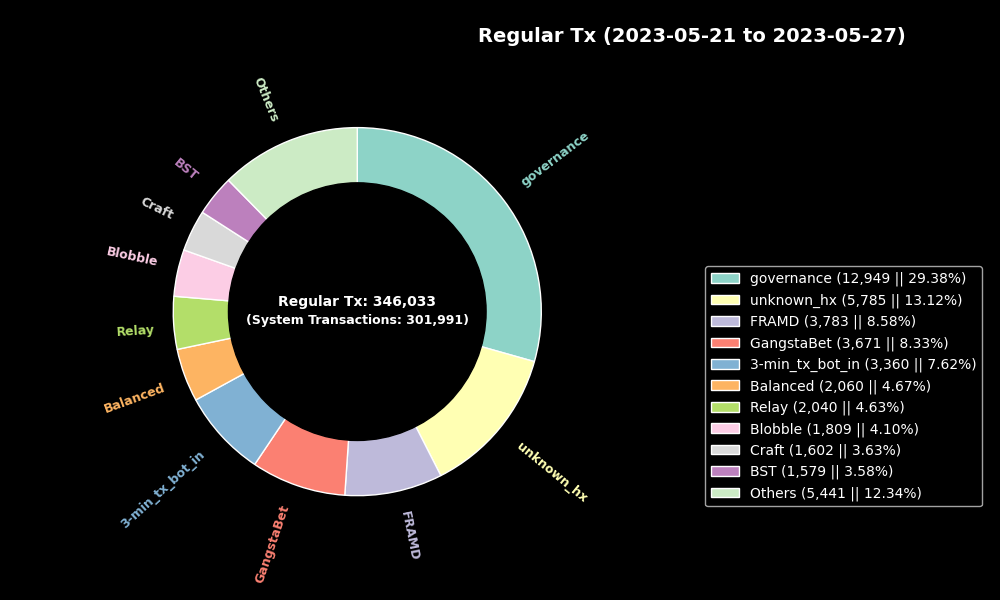 Regular Tx (2023-05-21 to 2023-05-27)
Others
governance
BST
Craft
Blobble
Relay
Balanced
3-min_tx_bot_in
GangstaBet
FRAMD
unknown_hx
Regular Tx: 346,033
(System Transactions: 301,991)
governance (12,949 || 29.38%)
unknown_hx (5,785 || 13.12%)
FRAMD (3,783 || 8.58%)
GangstaBet (3,671 || 8.33%)
3-min_tx_bot_in (3,360 || 7.62%)
Balanced (2,060 || 4.67%)
Relay (2,040 || 4.63%)
Blobble (1,809 || 4.10%)
Craft (1,602 || 3.63%)
BST (1,579 || 3.58%)
Others (5,441 || 12.34%)